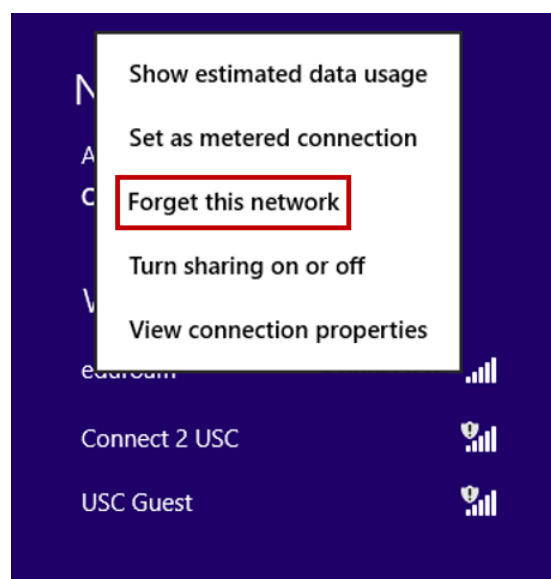 N
A
C
Show estimated data usage
Set as metered connection
Forget this network
Turn sharing on or off
View connection properties
eduroam
Connect 2 USC
USC Guest